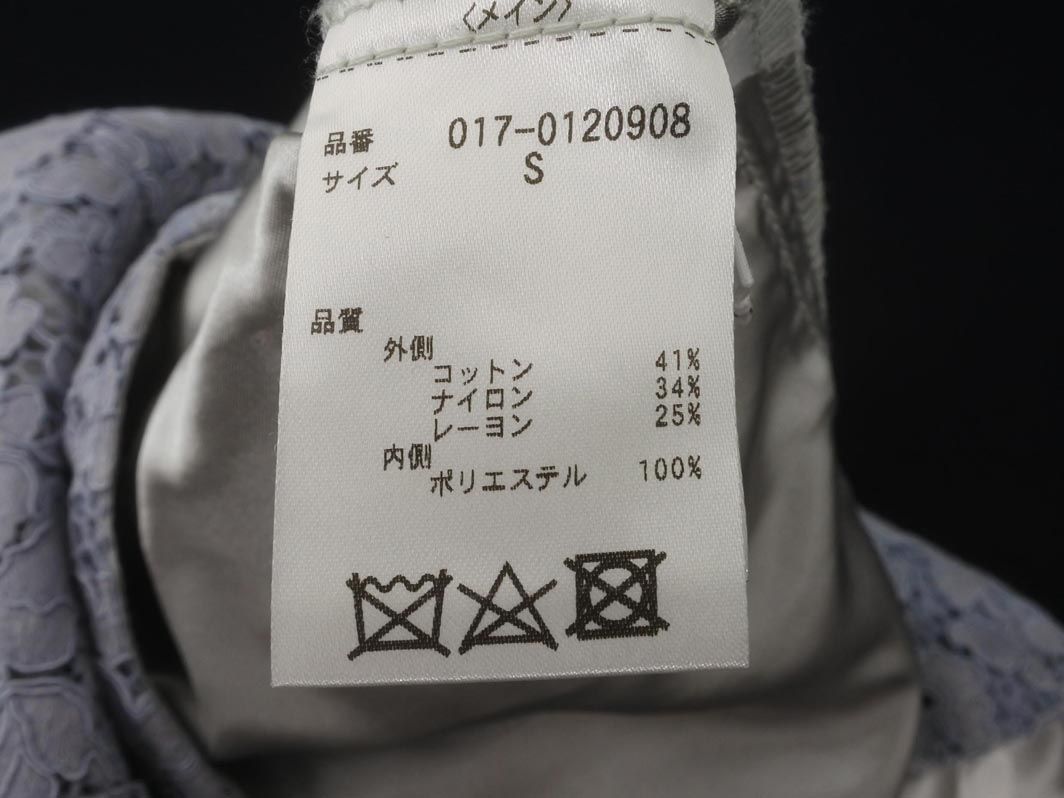 〈メイン〉
品番 017-0120908
サイズ S
品質
外側
コットン 41%
ナイロン 34%
レーヨン 25%
内側
ポリエステル 100%